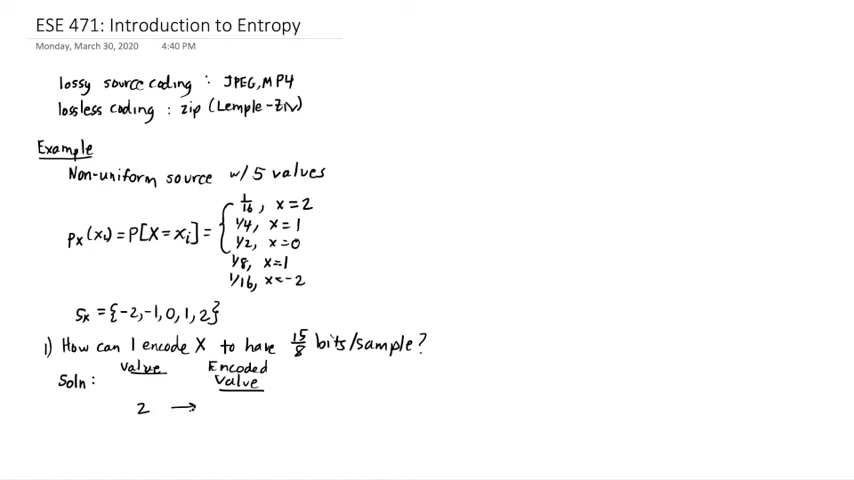 ESE 471: Introduction to Entropy
Monday, March 30, 2020 4:40 PM
lossy source coding : JPEG, MP4
lossless coding : zip (Lemple-Ziv)
Example
Non-uniform source w/ 5 values
1/16, x=2
1/4, x=1
px(xi) = P[X=xi] = {
1/2, x=0
1/8, x=1
1/16, x=-2
Sx = {-2,-1,0,1,2}
1) How can I encode X to have 15/8 bits/sample?
Value Encoded
Soln: Value
2 →